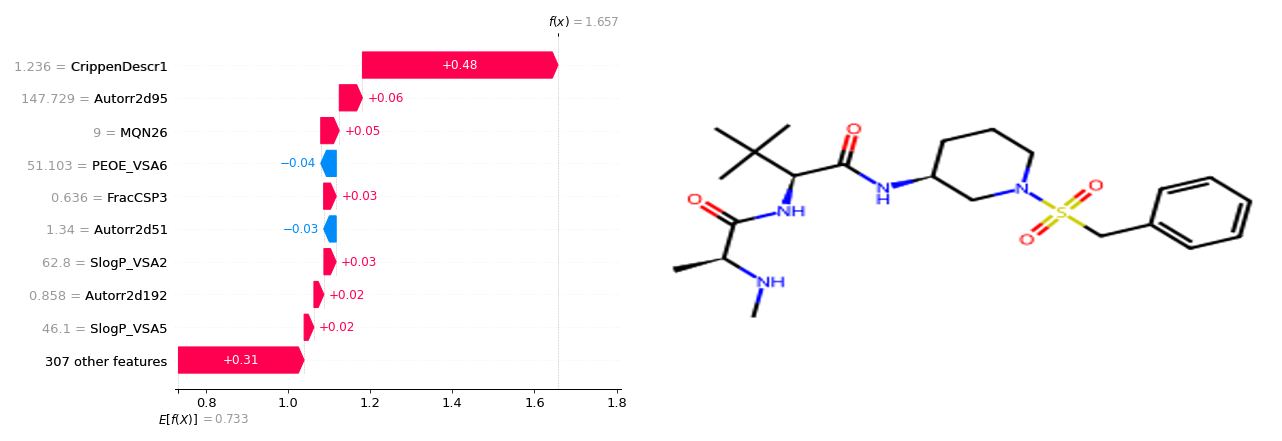 f(x) = 1.657
1.236 = CrippenDescr1
+0.48
147.729 = Autorr2d95
+0.06
9 = MQN26
+0.05
51.103 = PEOE_VSA6
−0.04
0.636 = FracCSP3
+0.03
1.34 = Autorr2d51
−0.03
62.8 = SlogP_VSA2
+0.03
0.858 = Autorr2d192
+0.02
46.1 = SlogP_VSA5
+0.02
307 other features
+0.31
0.8 1.0 1.2 1.4 1.6 1.8
E[f(X)] = 0.733
O
O
NH
N
H
N
O
S
O
O
NH